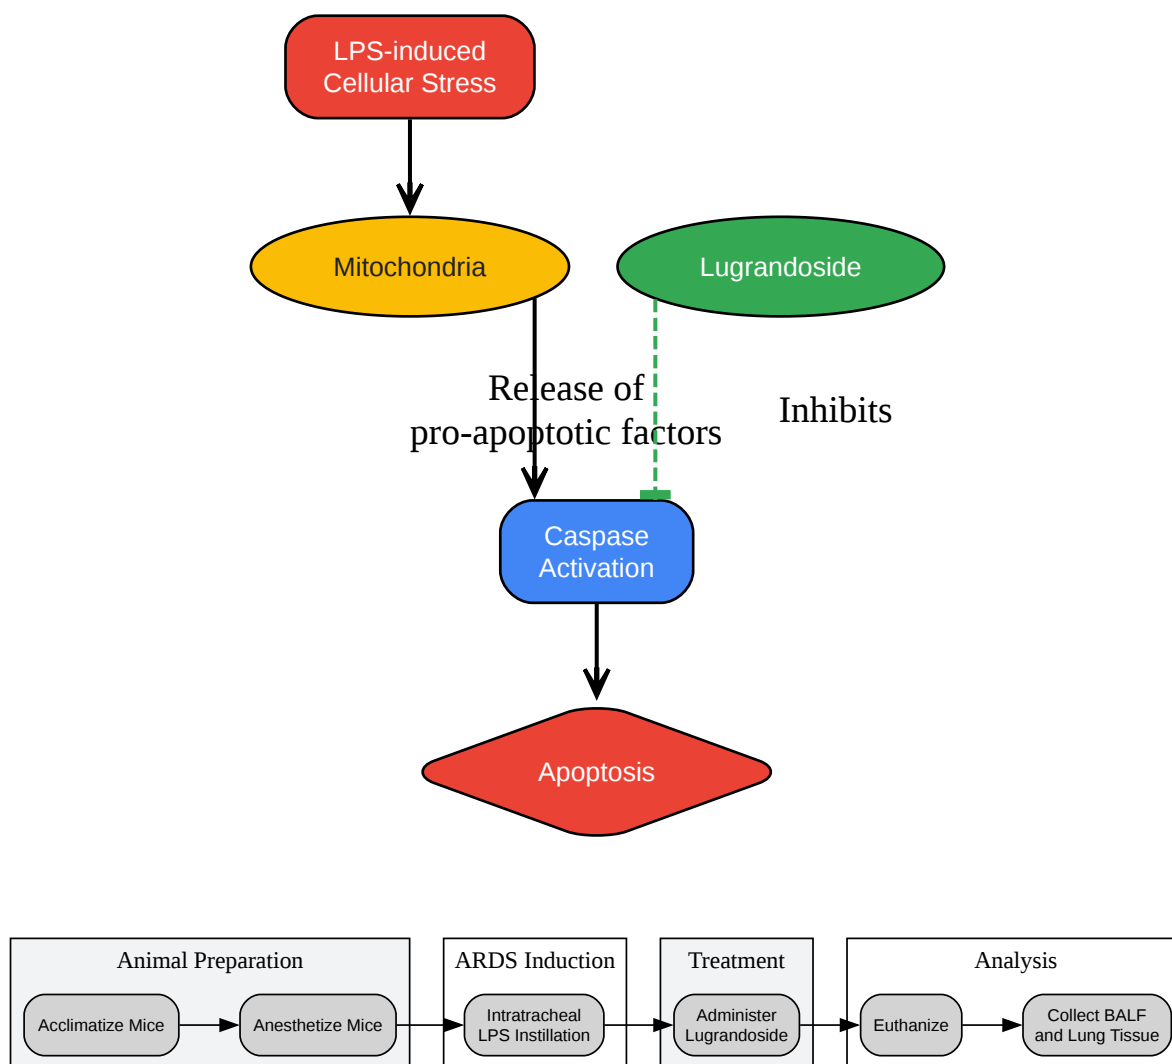 LPS-induced
Cellular Stress
Mitochondria
Lugrandoside
Release of
pro-apoptotic factors
Inhibits
Caspase
Activation
Apoptosis
Animal Preparation
Acclimatize Mice
Anesthetize Mice
ARDS Induction
Intratracheal
LPS Instillation
Treatment
Administer
Lugrandoside
Analysis
Euthanize
Collect BALF
and Lung Tissue